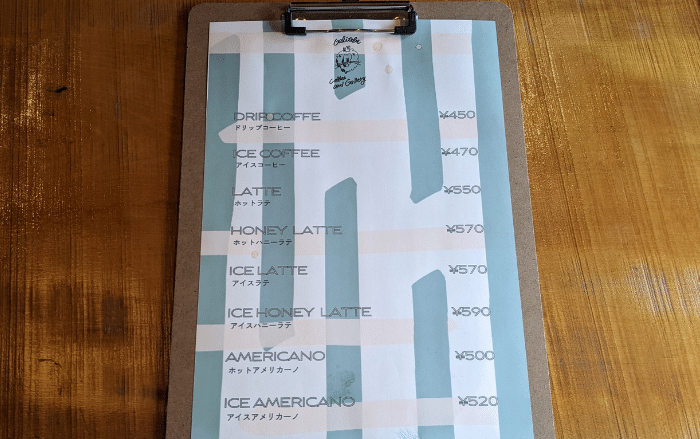 Coffee
and Gallery
DRIP COFFE ¥450
ドリップコーヒー
ICE COFFEE ¥470
アイスコーヒー
LATTE ¥550
ホットラテ
HONEY LATTE ¥570
ホットハニーラテ
ICE LATTE ¥570
アイスラテ
ICE HONEY LATTE ¥590
アイスハニーラテ
AMERICANO ¥500
ホットアメリカーノ
ICE AMERICANO ¥520
アイスアメリカーノ